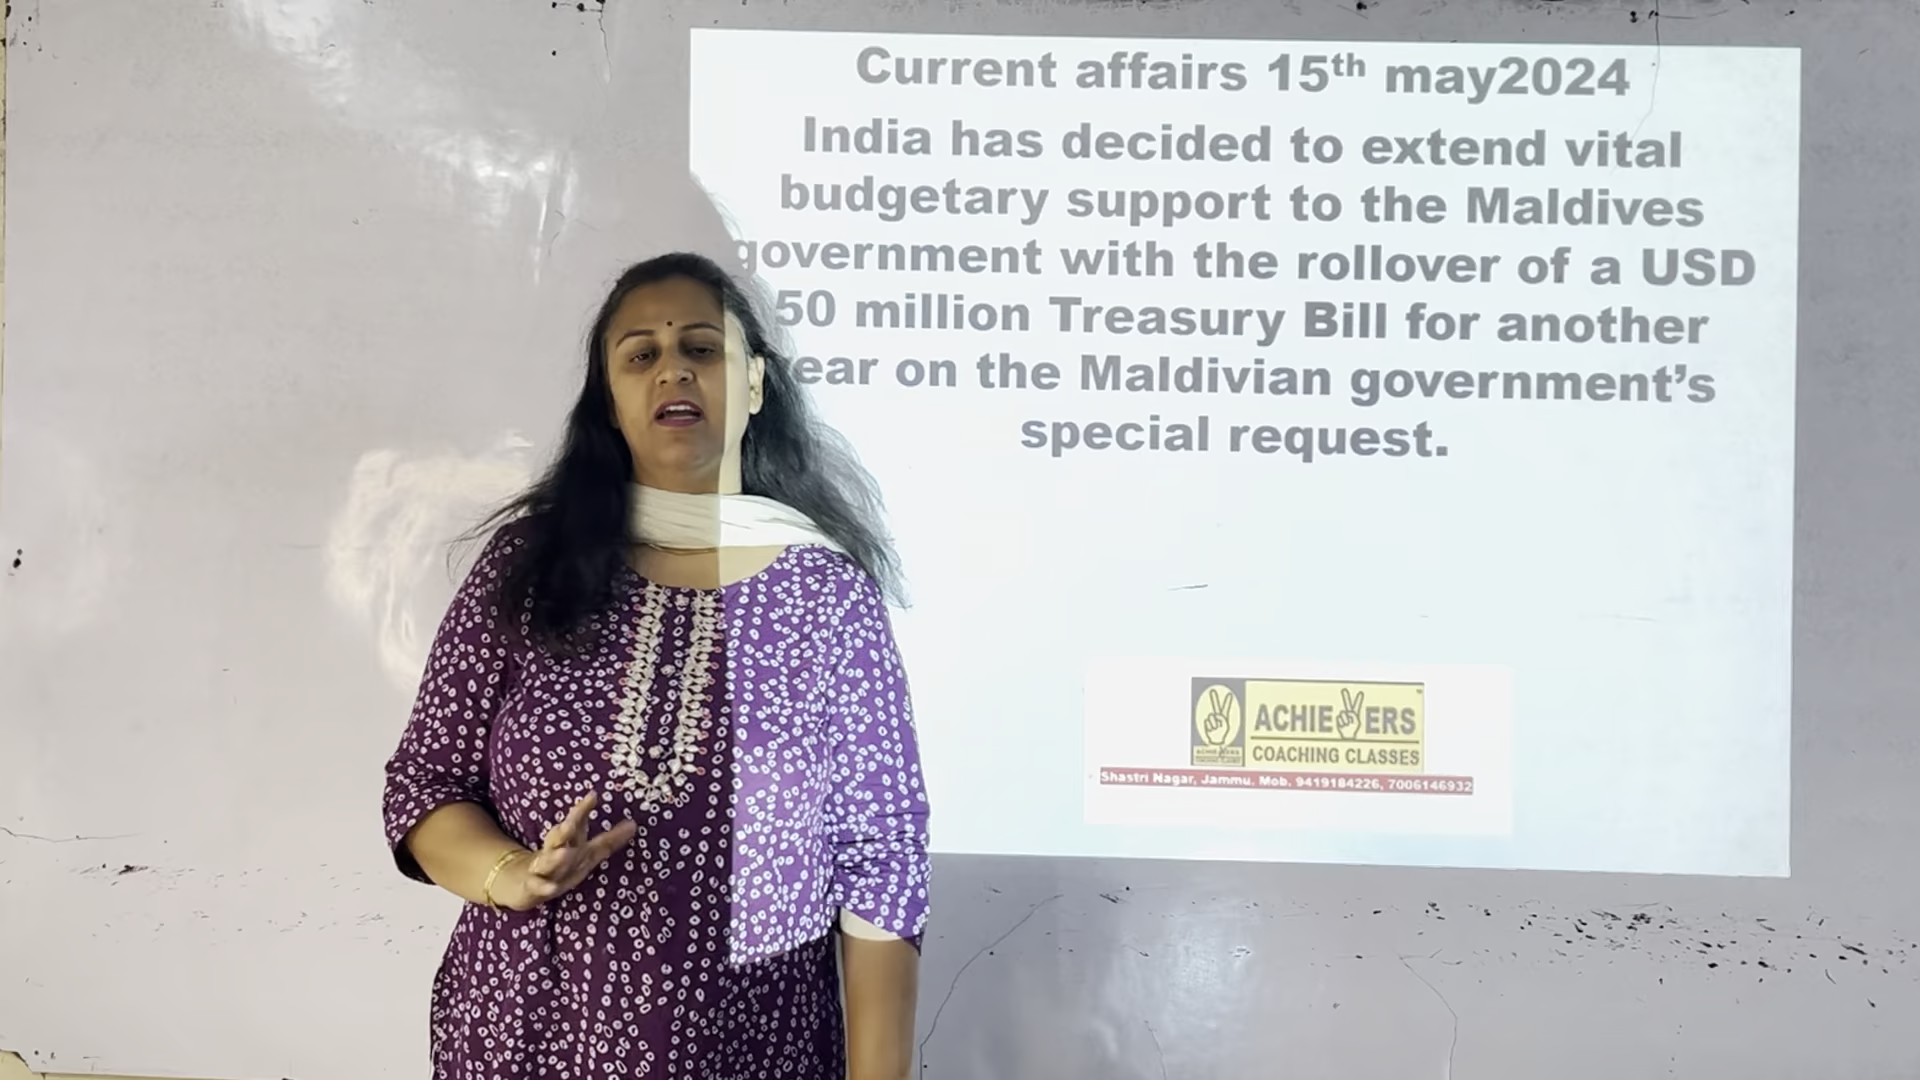 Current affairs 15th may2024
India has decided to extend vital
budgetary support to the Maldives
government with the rollover of a USD
50 million Treasury Bill for another
ear on the Maldivian government's
special request.
ACHIEVERS
COACHING CLASSES
Shastri Nagar, Jammu. Mob. 9419184226, 7006146932